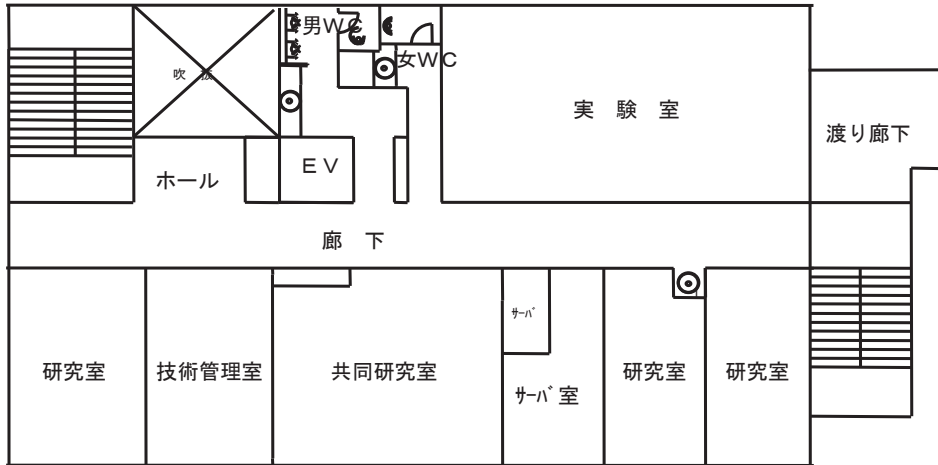 男ＷＣ
女ＷＣ
吹 抜
実 験 室
渡り廊下
ＥＶ
ホール
廊 下
ｻｰﾊﾞ
研究室
技術管理室
共同研究室
ｻｰﾊﾞ室
研究室
研究室